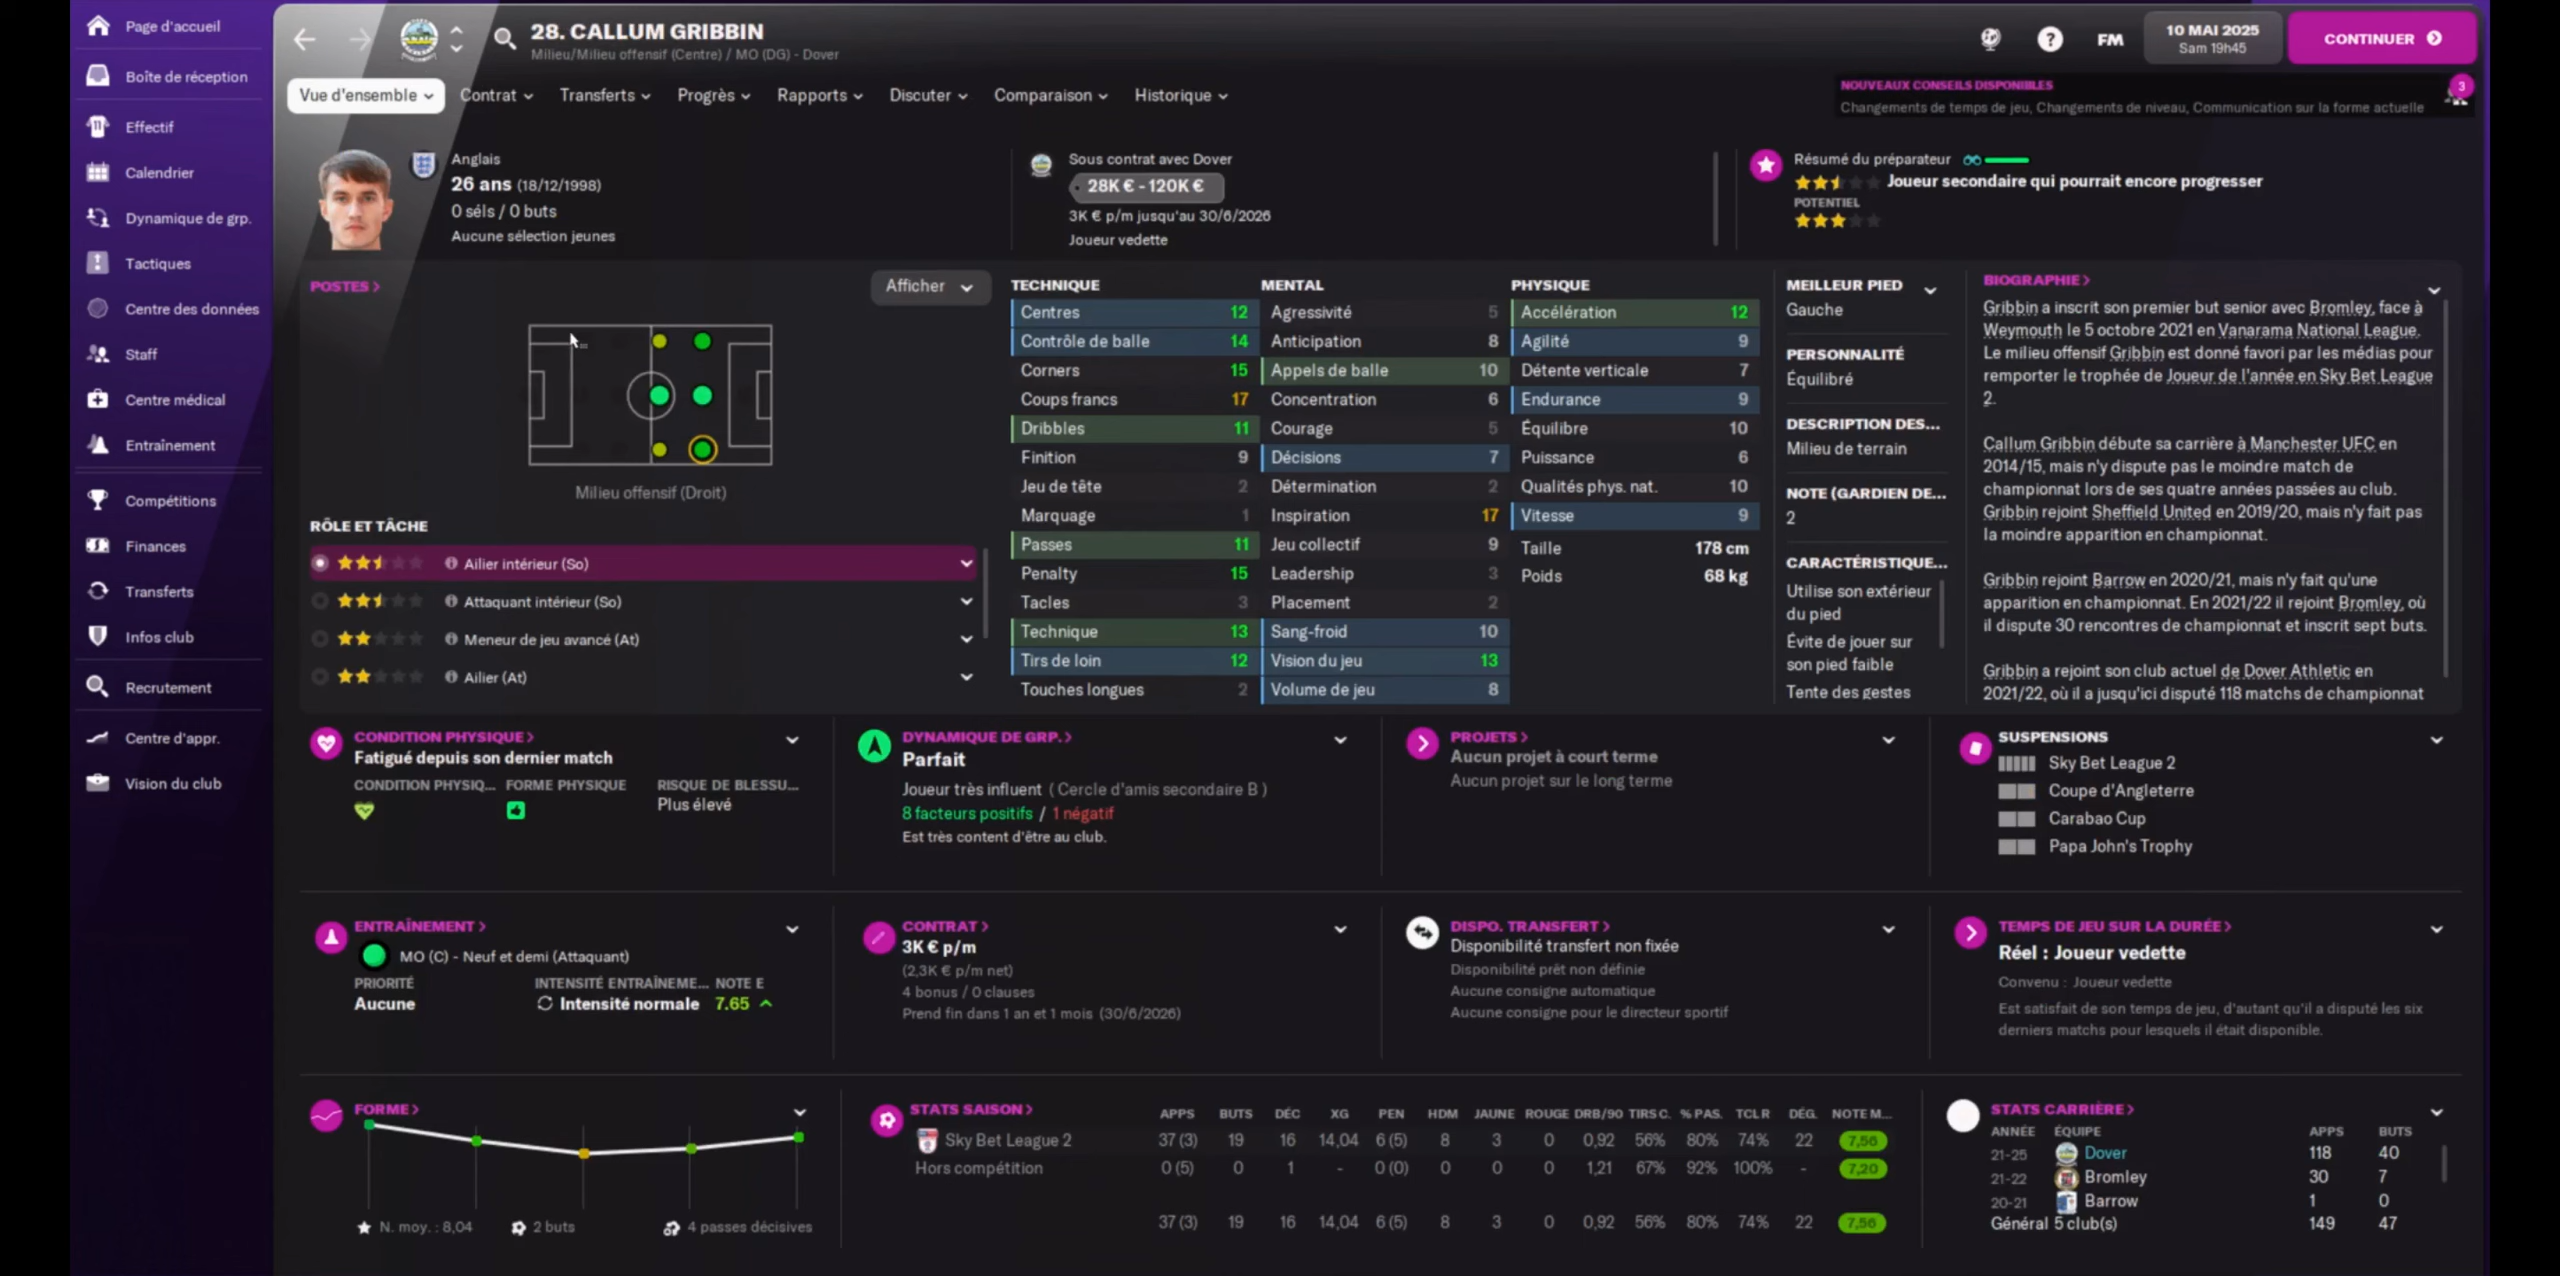 Page d'accueil
Boîte de réception
Effectif
Calendrier
Dynamique de grp.
Tactiques
Centre des données
Staff
Centre médical
Entraînement
Compétitions
Finances
Transferts
Infos club
Recrutement
Centre d'appr.
Vision du club
28. CALLUM GRIBBIN
Milieu/Milieu offensif (Centre) / MO (DG) - Dover
FM
10 MAI 2025
Sam 19h45
CONTINUER
Vue d'ensemble
Contrat
Transferts
Progrès
Rapports
Discuter
Comparaison
Historique
NOUVEAUX CONSEILS DISPONIBLES
Changements de temps de jeu, Changements de niveau, Communication sur la forme actuelle
3
Anglais
26 ans (18/12/1998)
0 séls / 0 buts
Aucune sélection jeunes
Sous contrat avec Dover
28K € - 120K €
3K € p/m jusqu'au 30/6/2026
Joueur vedette
Résumé du préparateur
Joueur secondaire qui pourrait encore progresser
POTENTIEL
POSTES >
Afficher
Milieu offensif (Droit)
RÔLE ET TÂCHE
Ailier intérieur (So)
Attaquant intérieur (So)
Meneur de jeu avancé (At)
Ailier (At)
TECHNIQUE
Centres 12
Contrôle de balle 14
Corners 15
Coups francs 17
Dribbles 11
Finition 9
Jeu de tête 2
Marquage 1
Passes 11
Penalty 15
Tacles 3
Technique 13
Tirs de loin 12
Touches longues 2
MENTAL
Agressivité 5
Anticipation 8
Appels de balle 10
Concentration 6
Courage 5
Décisions 7
Détermination 2
Inspiration 17
Jeu collectif 9
Leadership 3
Placement 2
Sang-froid 10
Vision du jeu 13
Volume de jeu 8
PHYSIQUE
Accélération 12
Agilité 9
Détente verticale 7
Endurance 9
Équilibre 10
Puissance 6
Qualités phys. nat. 10
Vitesse 9
Taille 178 cm
Poids 68 kg
MEILLEUR PIED
Gauche
PERSONNALITÉ
Équilibré
DESCRIPTION DES...
Milieu de terrain
NOTE (GARDIEN DE...
2
CARACTÉRISTIQUE...
Utilise son extérieur
du pied
Évite de jouer sur
son pied faible
Tente des gestes
BIOGRAPHIE >
Gribbin a inscrit son premier but senior avec Bromley, face à
Weymouth le 5 octobre 2021 en Vanarama National League.
Le milieu offensif Gribbin est donné favori par les médias pour
remporter le trophée de Joueur de l'année en Sky Bet League
2.
Callum Gribbin débute sa carrière à Manchester UFC en
2014/15, mais n'y dispute pas le moindre match de
championnat lors de ses quatre années passées au club.
Gribbin rejoint Sheffield United en 2019/20, mais n'y fait pas
la moindre apparition en championnat.
Gribbin rejoint Barrow en 2020/21, mais n'y fait qu'une
apparition en championnat. En 2021/22 il rejoint Bromley, où
il dispute 30 rencontres de championnat et inscrit sept buts.
Gribbin a rejoint son club actuel de Dover Athletic en
2021/22, où il a jusqu'ici disputé 118 matchs de championnat
CONDITION PHYSIQUE >
Fatigué depuis son dernier match
CONDITION PHYSIQ... FORME PHYSIQUE RISQUE DE BLESSU...
Plus élevé
DYNAMIQUE DE GRP. >
Parfait
Joueur très influent ( Cercle d'amis secondaire B )
8 facteurs positifs / 1 négatif
Est très content d'être au club.
PROJETS >
Aucun projet à court terme
Aucun projet sur le long terme
SUSPENSIONS
Sky Bet League 2
Coupe d'Angleterre
Carabao Cup
Papa John's Trophy
ENTRAÎNEMENT >
MO (C) - Neuf et demi (Attaquant)
PRIORITÉ INTENSITÉ ENTRAÎNEME... NOTE E
Aucune Intensité normale 7.65
CONTRAT >
3K € p/m
(2,3K € p/m net)
4 bonus / 0 clauses
Prend fin dans 1 an et 1 mois (30/6/2026)
DISPO. TRANSFERT >
Disponibilité transfert non fixée
Disponibilité prêt non définie
Aucune consigne automatique
Aucune consigne pour le directeur sportif
TEMPS DE JEU SUR LA DURÉE >
Réel : Joueur vedette
Convenu : Joueur vedette
Est satisfait de son temps de jeu, d'autant qu'il a disputé les six
derniers matchs pour lesquels il était disponible.
FORME >
N. moy. : 8,04 2 buts 4 passes décisives
STATS SAISON > APPS BUTS DÉC XG PEN HDM JAUNE ROUGE DRB/90 TIRS C. % PAS. TCL R DÉG. NOTE M...
Sky Bet League 2 37 (3) 19 16 14,04 6 (5) 8 3 0 0,92 56% 80% 74% 22 7,56
Hors compétition 0 (5) 0 1 - 0 (0) 0 0 0 1,21 67% 92% 100% - 7,20
37 (3) 19 16 14,04 6 (5) 8 3 0 0,92 56% 80% 74% 22 7,56
STATS CARRIÈRE >
ANNÉE ÉQUIPE APPS BUTS
21-25 Dover 118 40
21-22 Bromley 30 7
20-21 Barrow 1 0
Général 5 club(s) 149 47